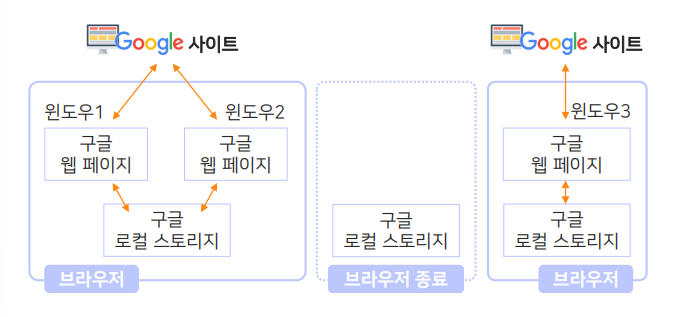 Google 사이트
Google 사이트
윈도우1
윈도우2
윈도우3
구글
웹 페이지
구글
웹 페이지
구글
웹 페이지
구글
로컬 스토리지
구글
로컬 스토리지
구글
로컬 스토리지
브라우저
브라우저 종료
브라우저